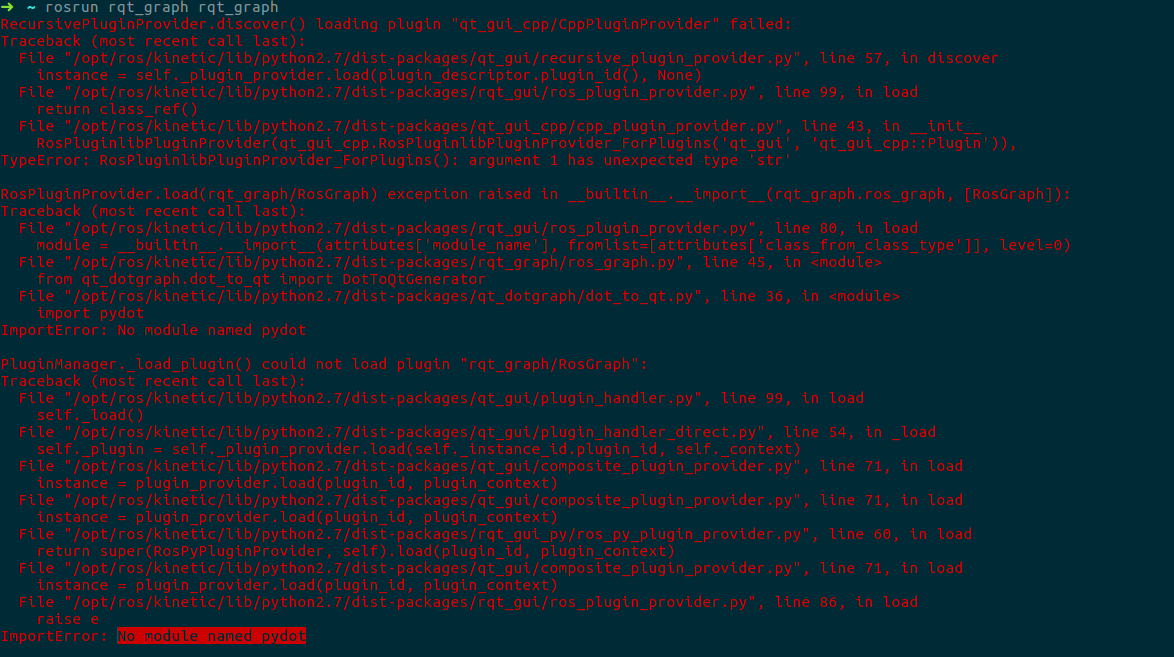 → ~ rosrun rqt_graph rqt_graph
RecursivePluginProvider.discover() loading plugin "qt_gui_cpp/CppPluginProvider" failed:
Traceback (most recent call last):
  File "/opt/ros/kinetic/lib/python2.7/dist-packages/qt_gui/recursive_plugin_provider.py", line 57, in discover
    instance = self._plugin_provider.load(plugin_descriptor.plugin_id(), None)
  File "/opt/ros/kinetic/lib/python2.7/dist-packages/rqt_gui/ros_plugin_provider.py", line 99, in load
    return class_ref()
  File "/opt/ros/kinetic/lib/python2.7/dist-packages/qt_gui_cpp/cpp_plugin_provider.py", line 43, in __init__
    RosPluginlibPluginProvider(qt_gui_cpp.RosPluginlibPluginProvider_ForPlugins('qt_gui', 'qt_gui_cpp::Plugin')),
TypeError: RosPluginlibPluginProvider_ForPlugins(): argument 1 has unexpected type 'str'

RosPluginProvider.load(rqt_graph/RosGraph) exception raised in __builtin__.__import__(rqt_graph.ros_graph, [RosGraph]):
Traceback (most recent call last):
  File "/opt/ros/kinetic/lib/python2.7/dist-packages/rqt_gui/ros_plugin_provider.py", line 80, in load
    module = __builtin__.__import__(attributes['module_name'], fromlist=[attributes['class_from_class_type']], level=0)
  File "/opt/ros/kinetic/lib/python2.7/dist-packages/rqt_graph/ros_graph.py", line 45, in <module>
    from qt_dotgraph.dot_to_qt import DotToQtGenerator
  File "/opt/ros/kinetic/lib/python2.7/dist-packages/qt_dotgraph/dot_to_qt.py", line 36, in <module>
    import pydot
ImportError: No module named pydot

PluginManager._load_plugin() could not load plugin "rqt_graph/RosGraph":
Traceback (most recent call last):
  File "/opt/ros/kinetic/lib/python2.7/dist-packages/qt_gui/plugin_handler.py", line 99, in load
    self._load()
  File "/opt/ros/kinetic/lib/python2.7/dist-packages/qt_gui/plugin_handler_direct.py", line 54, in _load
    self._plugin = self._plugin_provider.load(self._instance_id.plugin_id, self._context)
  File "/opt/ros/kinetic/lib/python2.7/dist-packages/qt_gui/composite_plugin_provider.py", line 71, in load
    instance = plugin_provider.load(plugin_id, plugin_context)
  File "/opt/ros/kinetic/lib/python2.7/dist-packages/qt_gui/composite_plugin_provider.py", line 71, in load
    instance = plugin_provider.load(plugin_id, plugin_context)
  File "/opt/ros/kinetic/lib/python2.7/dist-packages/rqt_gui_py/ros_py_plugin_provider.py", line 60, in load
    return super(RosPyPluginProvider, self).load(plugin_id, plugin_context)
  File "/opt/ros/kinetic/lib/python2.7/dist-packages/qt_gui/composite_plugin_provider.py", line 71, in load
    instance = plugin_provider.load(plugin_id, plugin_context)
  File "/opt/ros/kinetic/lib/python2.7/dist-packages/rqt_gui/ros_plugin_provider.py", line 86, in load
    raise e
ImportError: No module named pydot